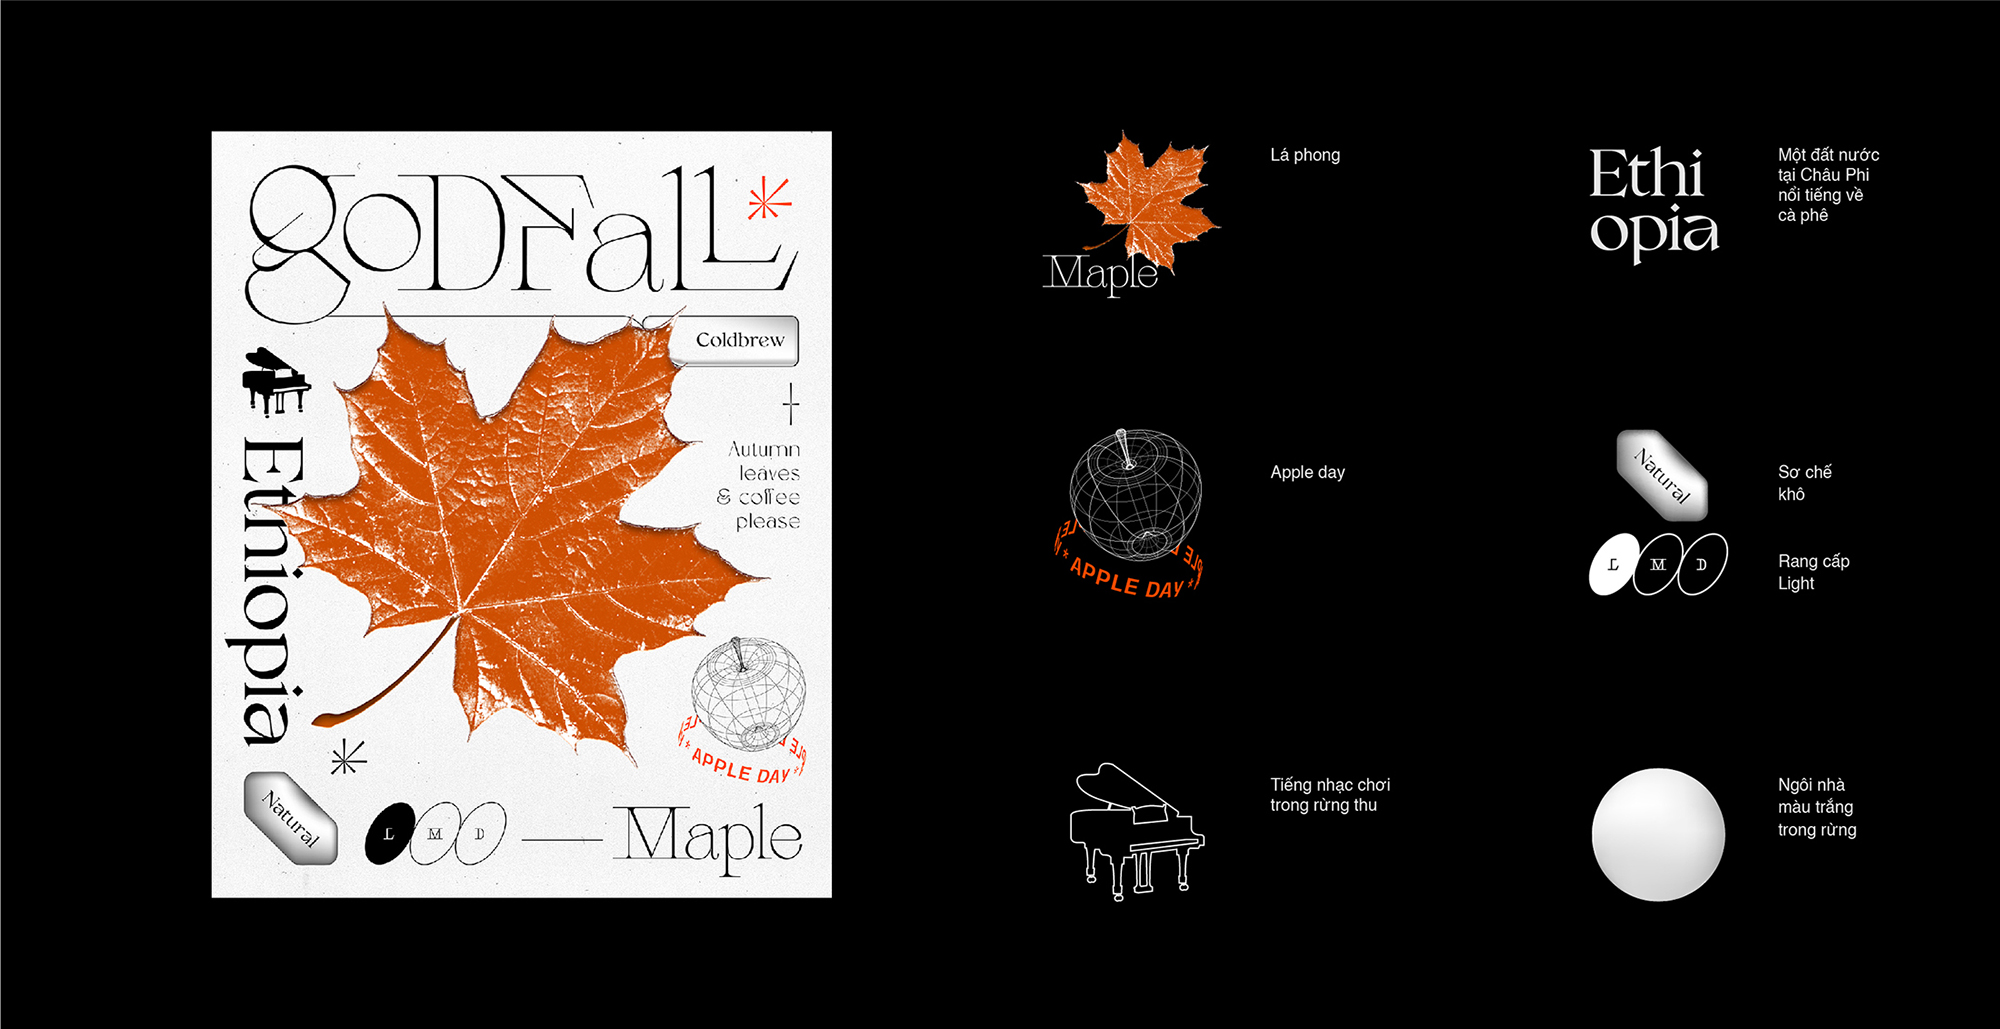 goDFaLL
Coldbrew
Ethiopia
Autumn
leaves
& coffee
please
* APPLE DAY *
Natural
L M D
Maple
Maple
Lá phong
Ethi
opia
Một đất nước
tại Châu Phi
nổi tiếng về
cà phê
* APPLE DAY *
Apple day
Natural
Sơ chế
khô
L M D
Rang cấp
Light
Tiếng nhạc chơi
trong rừng thu
Ngôi nhà
màu trắng
trong rừng